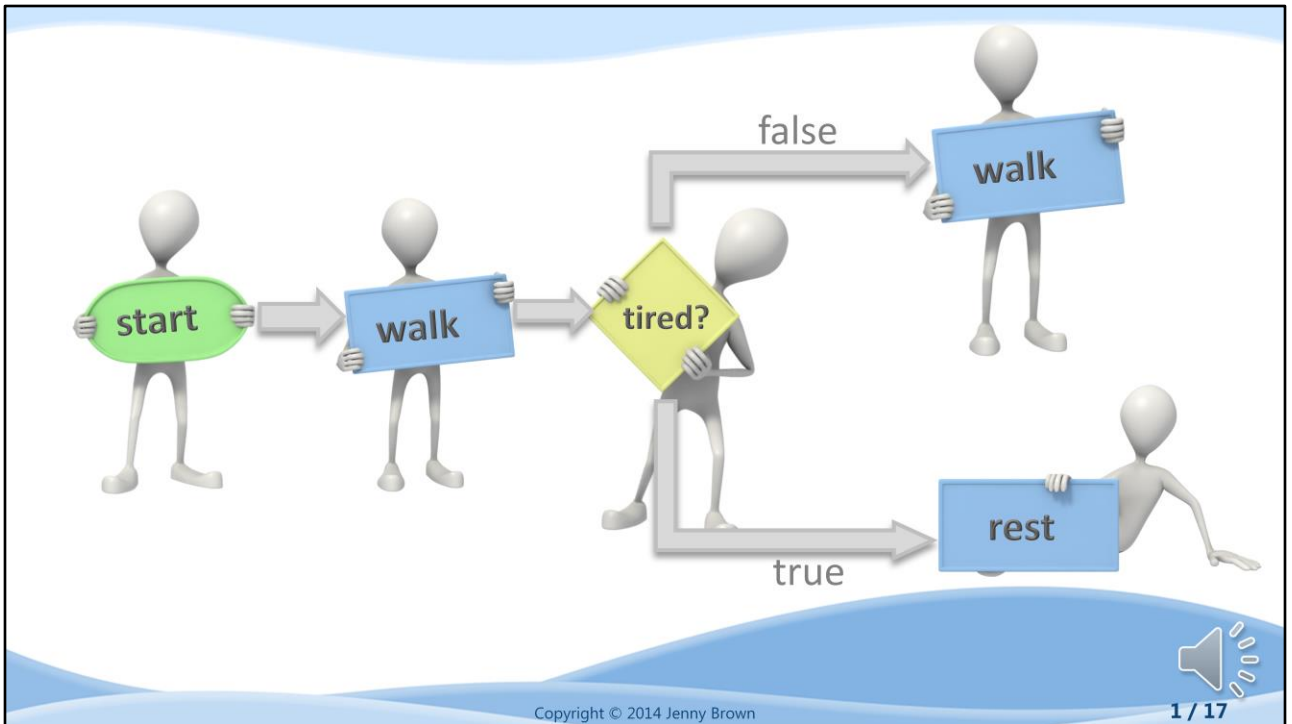 start
walk
tired?
false
walk
true
rest
Copyright © 2014 Jenny Brown
1 / 17